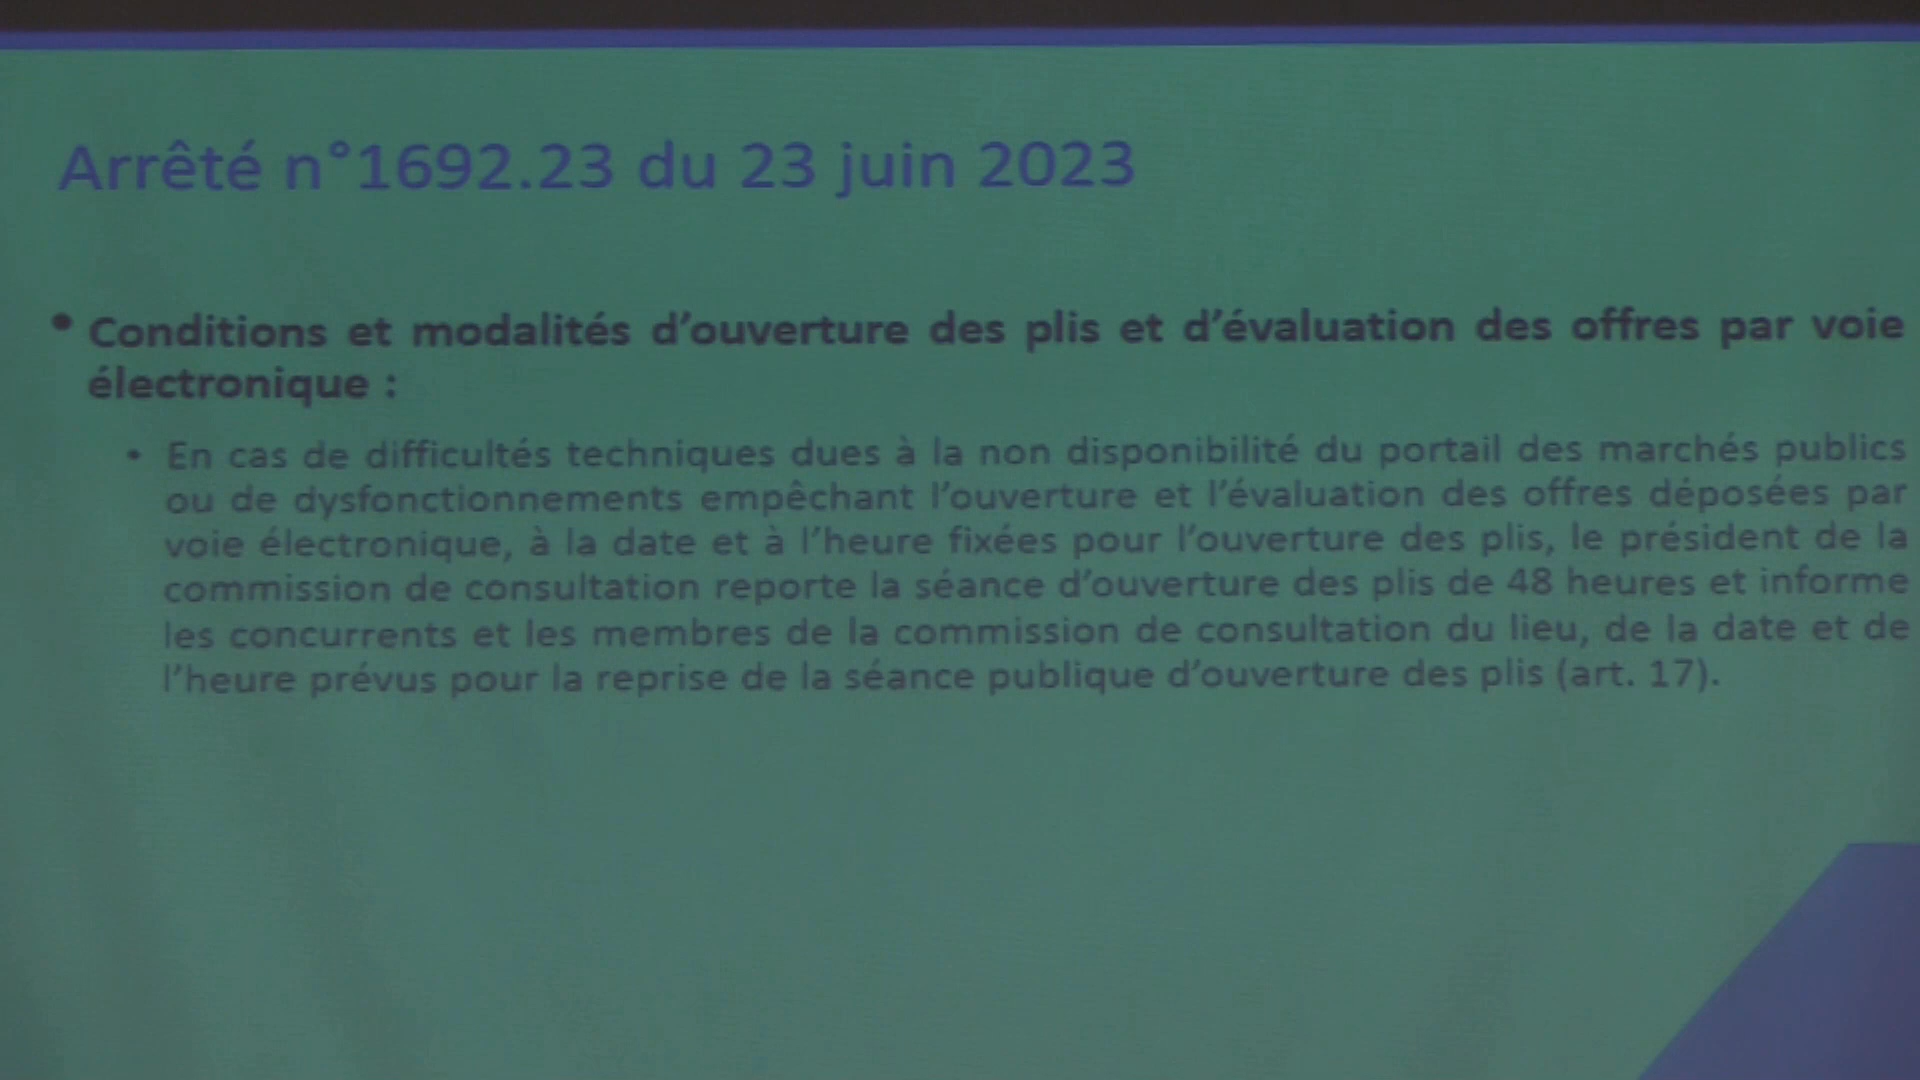 Arrêté n°1692.23 du 23 juin 2023
• Conditions et modalités d’ouverture des plis et d’évaluation des offres par voie
électronique :
• En cas de difficultés techniques dues à la non disponibilité du portail des marchés publics
ou de dysfonctionnements empêchant l’ouverture et l’évaluation des offres déposées par
voie électronique, à la date et à l’heure fixées pour l’ouverture des plis, le président de la
commission de consultation reporte la séance d’ouverture des plis de 48 heures et informe
les concurrents et les membres de la commission de consultation du lieu, de la date et de
l’heure prévus pour la reprise de la séance publique d’ouverture des plis (art. 17).